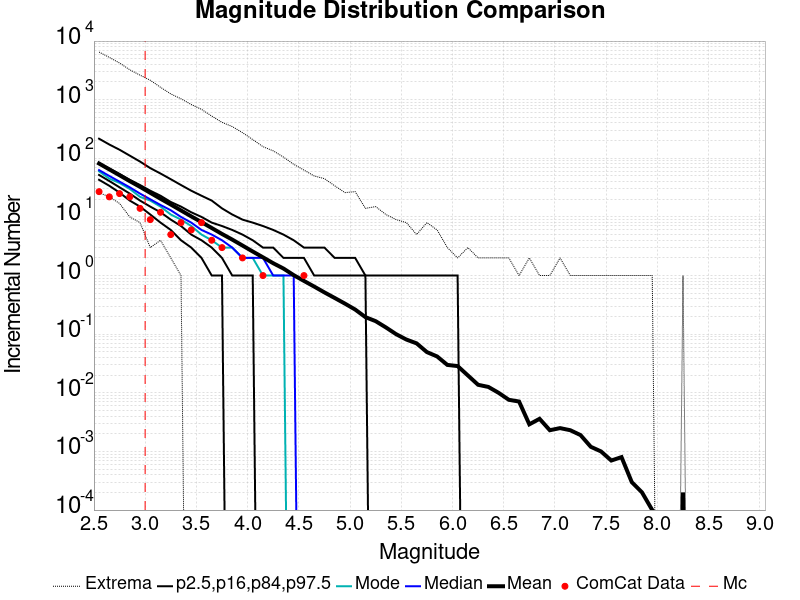 Magnitude Distribution Comparison
10^4
10^3
10^2
10^1
10^0
10^-1
10^-2
10^-3
10^-4
Incremental Number
2.5 3.0 3.5 4.0 4.5 5.0 5.5 6.0 6.5 7.0 7.5 8.0 8.5 9.0
Magnitude
Extrema p2.5,p16,p84,p97.5 Mode Median Mean ComCat Data Mc